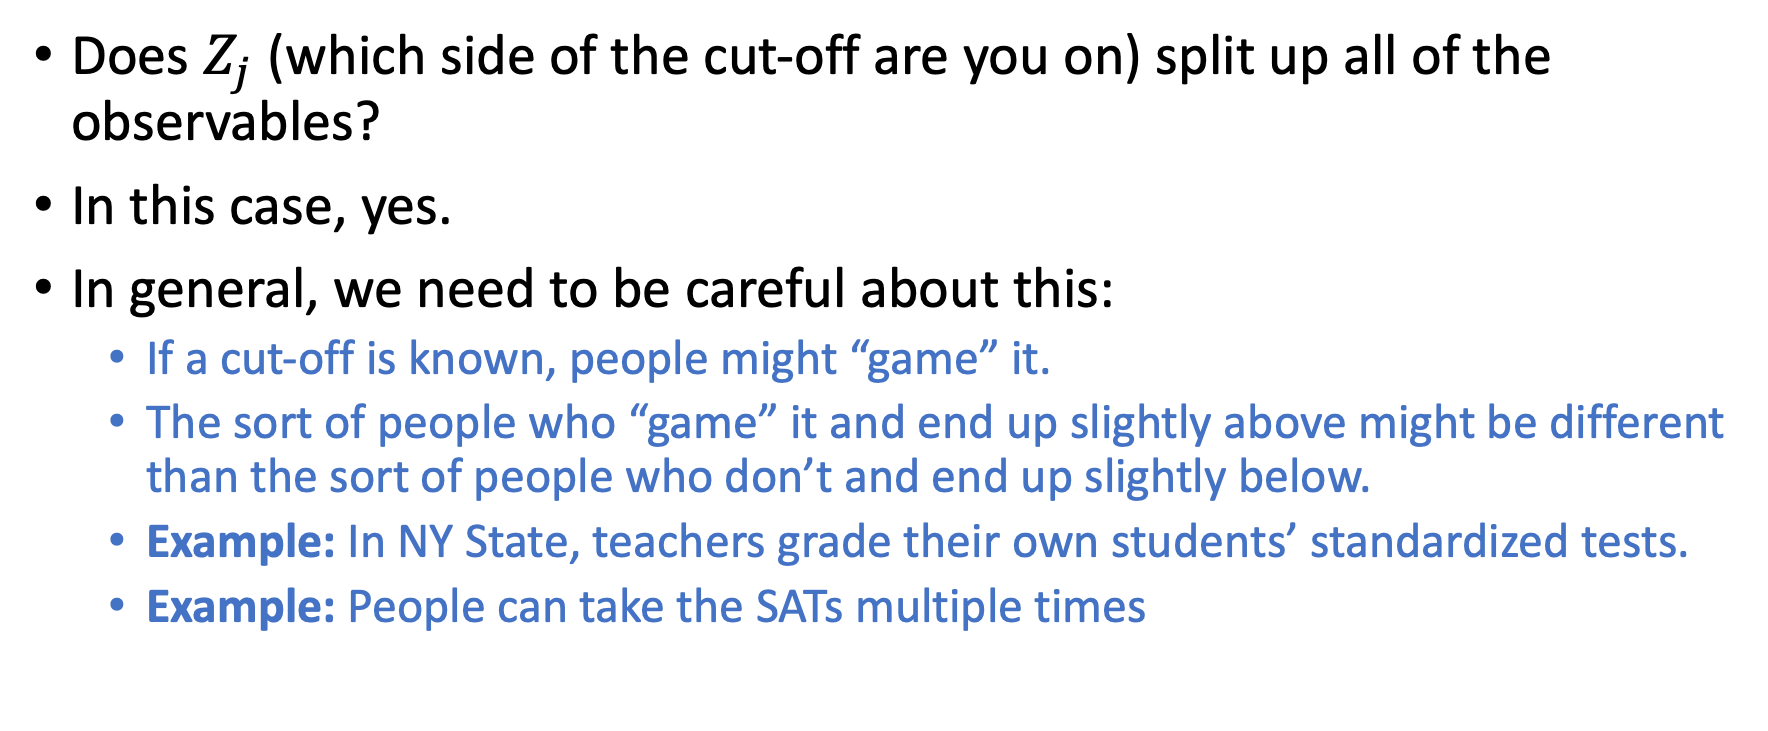 • Does Zj (which side of the cut-off are you on) split up all of the
observables?
• In this case, yes.
• In general, we need to be careful about this:
• If a cut-off is known, people might “game” it.
• The sort of people who “game” it and end up slightly above might be different
than the sort of people who don’t and end up slightly below.
• Example: In NY State, teachers grade their own students’ standardized tests.
• Example: People can take the SATs multiple times